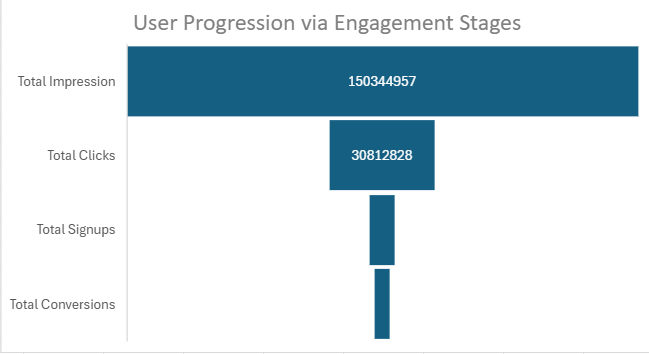 User Progression via Engagement Stages
Total Impression
150344957
Total Clicks
30812828
Total Signups
Total Conversions